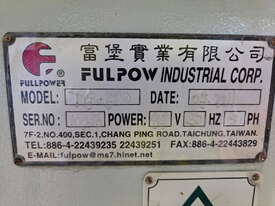 富堡實業有限公司
FULLPOWER
FULPOW INDUSTRIAL CORP.
MODEL: DATE:
SER.NO POWER: V HZ PH
7F-2,NO.400,SEC.1,CHANG PING ROAD.TAICHUNG.TAIWAN.
TEL:886-4-22439235 22439251 FAX:886-4-22443829
E-MAIL:fulpow@ms7.hinet.net